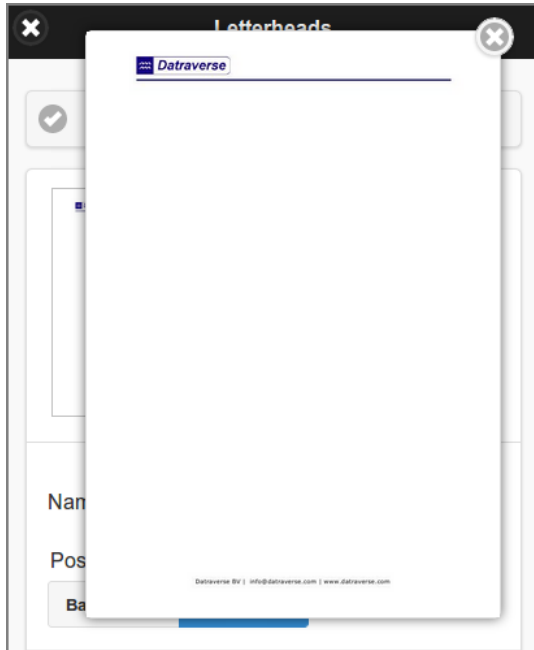 Letterheads
Datraverse
Nam
Pos
Ba
Datraverse BV | info@datraverse.com | www.datraverse.com